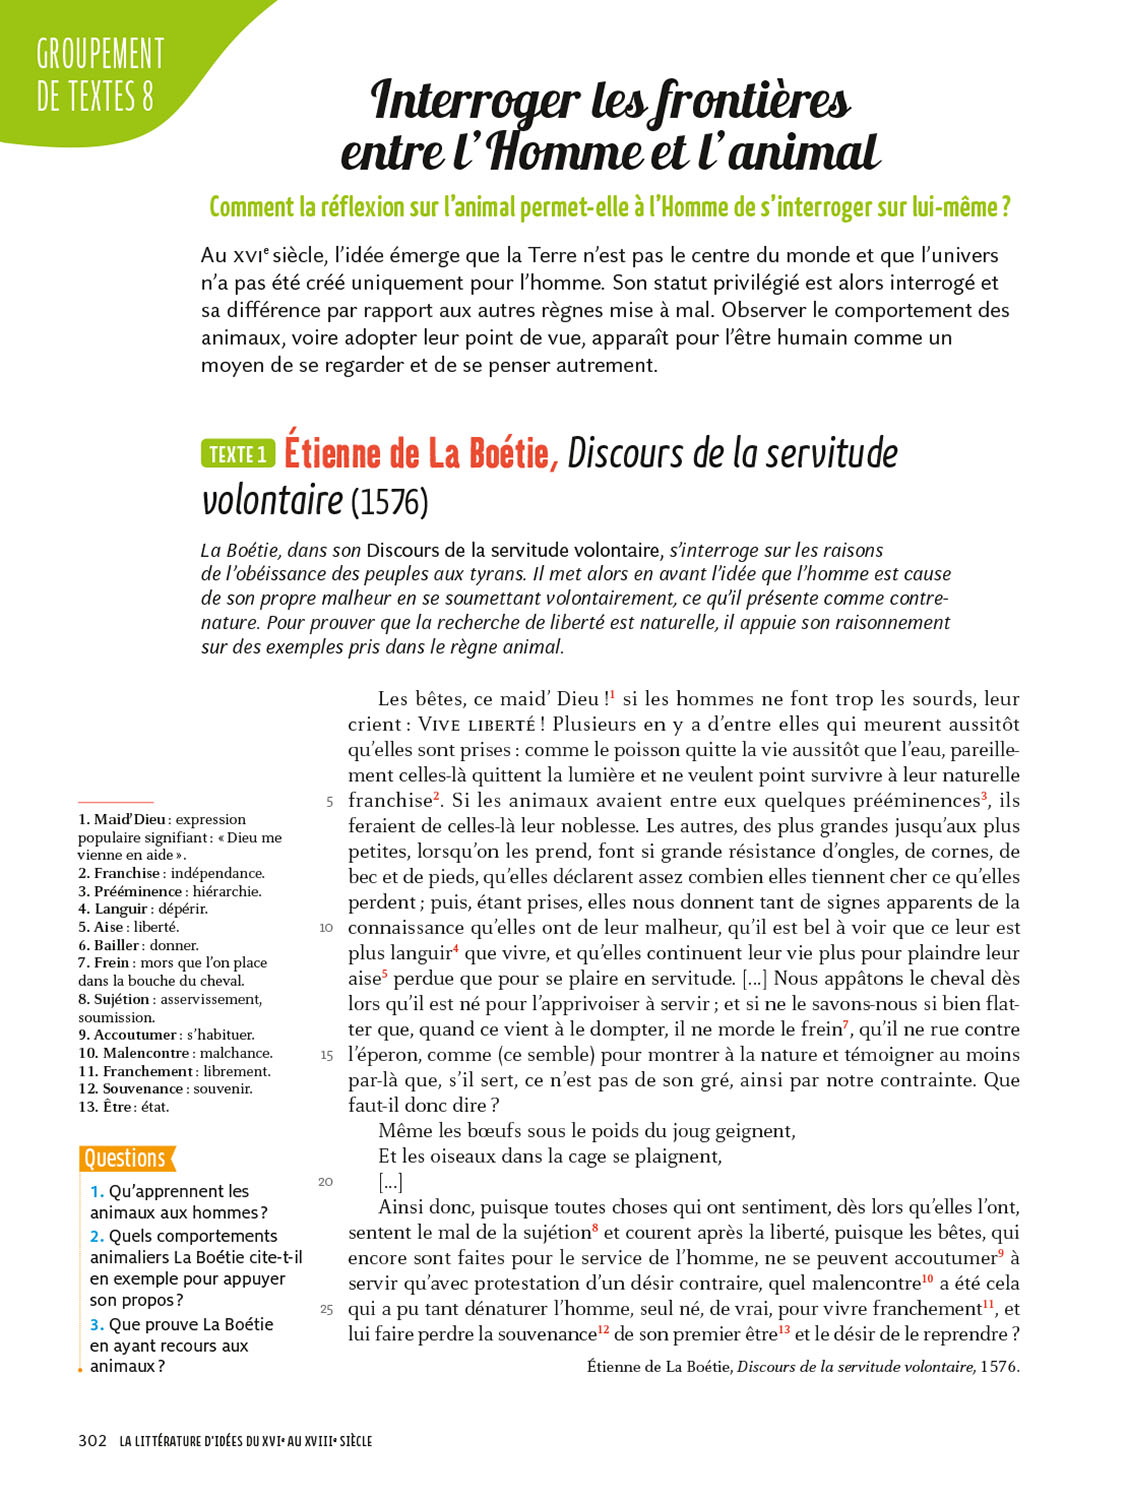 GROUPEMENT
DE TEXTES 8
Interroger les frontières
entre l'Homme et l'animal
Comment la réflexion sur l'animal permet-elle à l'Homme de s'interroger sur lui-même ?
Au XVIe siècle, l'idée émerge que la Terre n'est pas le centre du monde et que l'univers
n'a pas été créé uniquement pour l'homme. Son statut privilégié est alors interrogé et
sa différence par rapport aux autres règnes mise à mal. Observer le comportement des
animaux, voire adopter leur point de vue, apparaît pour l'être humain comme un
moyen de se regarder et de se penser autrement.
TEXTE 1 Étienne de La Boétie, Discours de la servitude
volontaire (1576)
La Boétie, dans son Discours de la servitude volontaire, s'interroge sur les raisons
de l'obéissance des peuples aux tyrans. Il met alors en avant l'idée que l'homme est cause
de son propre malheur en se soumettant volontairement, ce qu'il présente comme contre-
nature. Pour prouver que la recherche de liberté est naturelle, il appuie son raisonnement
sur des exemples pris dans le règne animal.
Les bêtes, ce maid' Dieu !1 si les hommes ne font trop les sourds, leur
crient : VIVE LIBERTÉ ! Plusieurs en y a d'entre elles qui meurent aussitôt
qu'elles sont prises : comme le poisson quitte la vie aussitôt que l'eau, pareille-
ment celles-là quittent la lumière et ne veulent point survivre à leur naturelle
5 franchise2. Si les animaux avaient entre eux quelques prééminences3, ils
feraient de celles-là leur noblesse. Les autres, des plus grandes jusqu'aux plus
petites, lorsqu'on les prend, font si grande résistance d'ongles, de cornes, de
bec et de pieds, qu'elles déclarent assez combien elles tiennent cher ce qu'elles
perdent ; puis, étant prises, elles nous donnent tant de signes apparents de la
10 connaissance qu'elles ont de leur malheur, qu'il est bel à voir que ce leur est
plus languir4 que vivre, et qu'elles continuent leur vie plus pour plaindre leur
aise5 perdue que pour se plaire en servitude. [...] Nous appâtons le cheval dès
lors qu'il est né pour l'apprivoiser à servir ; et si ne le savons-nous si bien flat-
ter que, quand ce vient à le dompter, il ne morde le frein7, qu'il ne rue contre
15 l'éperon, comme (ce semble) pour montrer à la nature et témoigner au moins
par-là que, s'il sert, ce n'est pas de son gré, ainsi par notre contrainte. Que
faut-il donc dire ?
Même les bœufs sous le poids du joug geignent,
Et les oiseaux dans la cage se plaignent,
20 [...]
Ainsi donc, puisque toutes choses qui ont sentiment, dès lors qu'elles l'ont,
sentent le mal de la sujétion8 et courent après la liberté, puisque les bêtes, qui
encore sont faites pour le service de l'homme, ne se peuvent accoutumer9 à
servir qu'avec protestation d'un désir contraire, quel malencontre10 a été cela
25 qui a pu tant dénaturer l'homme, seul né, de vrai, pour vivre franchement11, et
lui faire perdre la souvenance12 de son premier être13 et le désir de le reprendre ?
Étienne de La Boétie, Discours de la servitude volontaire, 1576.
1. Maid'Dieu : expression
populaire signifiant : « Dieu me
vienne en aide ».
2. Franchise : indépendance.
3. Prééminence : hiérarchie.
4. Languir : dépérir.
5. Aise : liberté.
6. Bailler : donner.
7. Frein : mors que l'on place
dans la bouche du cheval.
8. Sujétion : asservissement,
soumission.
9. Accoutumer : s'habituer.
10. Malencontre : malchance.
11. Franchement : librement.
12. Souvenance : souvenir.
13. Être : état.
Questions
1. Qu'apprennent les
animaux aux hommes ?
2. Quels comportements
animaliers La Boétie cite-t-il
en exemple pour appuyer
son propos ?
3. Que prouve La Boétie
en ayant recours aux
animaux ?
302 LA LITTÉRATURE D'IDÉES DU XVIe AU XVIIIe SIÈCLE